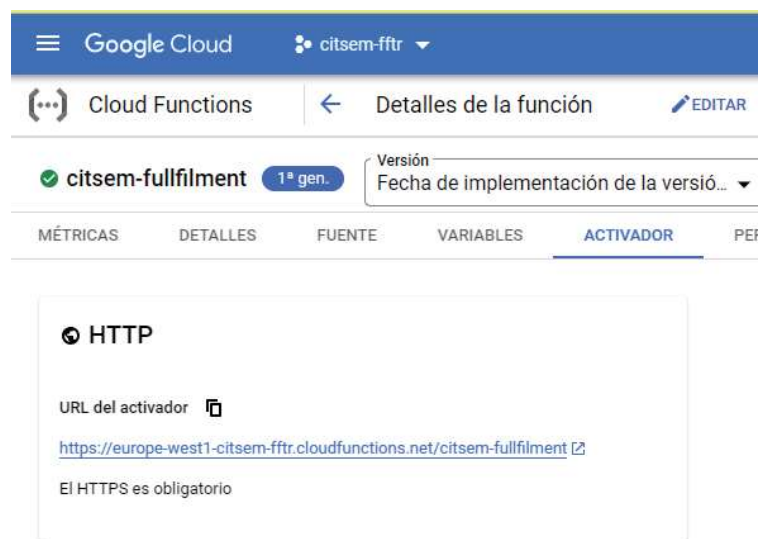 Google Cloud citsem-fftr
Cloud Functions Detalles de la función EDITAR
citsem-fullfilment 1ª gen. Versión
Fecha de implementación de la versió...
MÉTRICAS DETALLES FUENTE VARIABLES ACTIVADOR PER
HTTP
URL del activador
https://europe-west1-citsem-fftr.cloudfunctions.net/citsem-fullfilment
El HTTPS es obligatorio